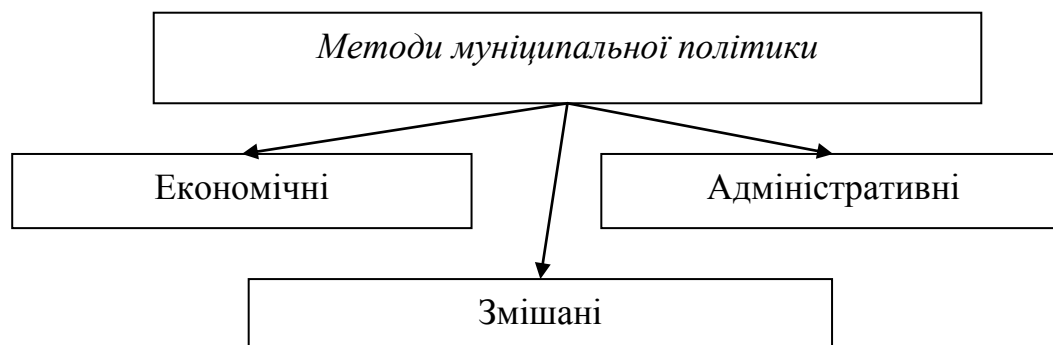 Методи муніципальної політики
Економічні
Адміністративні
Змішані